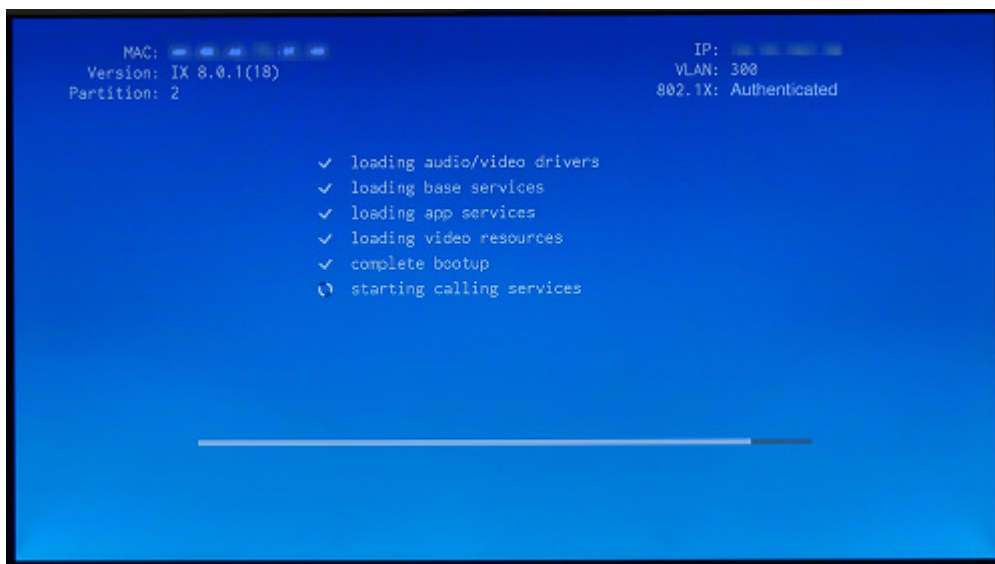 MAC:
Version: IX 8.0.1(18)
Partition: 2
IP:
VLAN: 300
802.1X: Authenticated
loading audio/video drivers
loading base services
loading app services
loading video resources
complete bootup
starting calling services